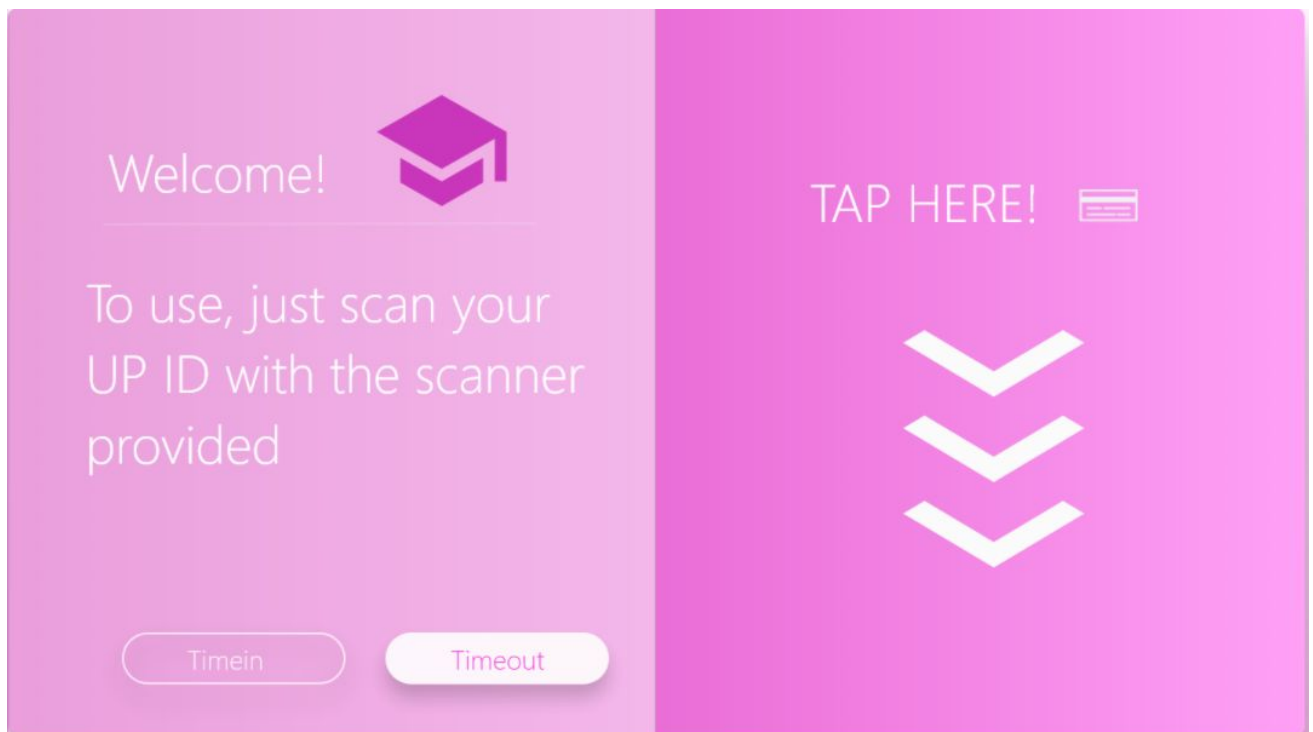 Welcome!
To use, just scan your
UP ID with the scanner
provided
Timein
Timeout
TAP HERE!